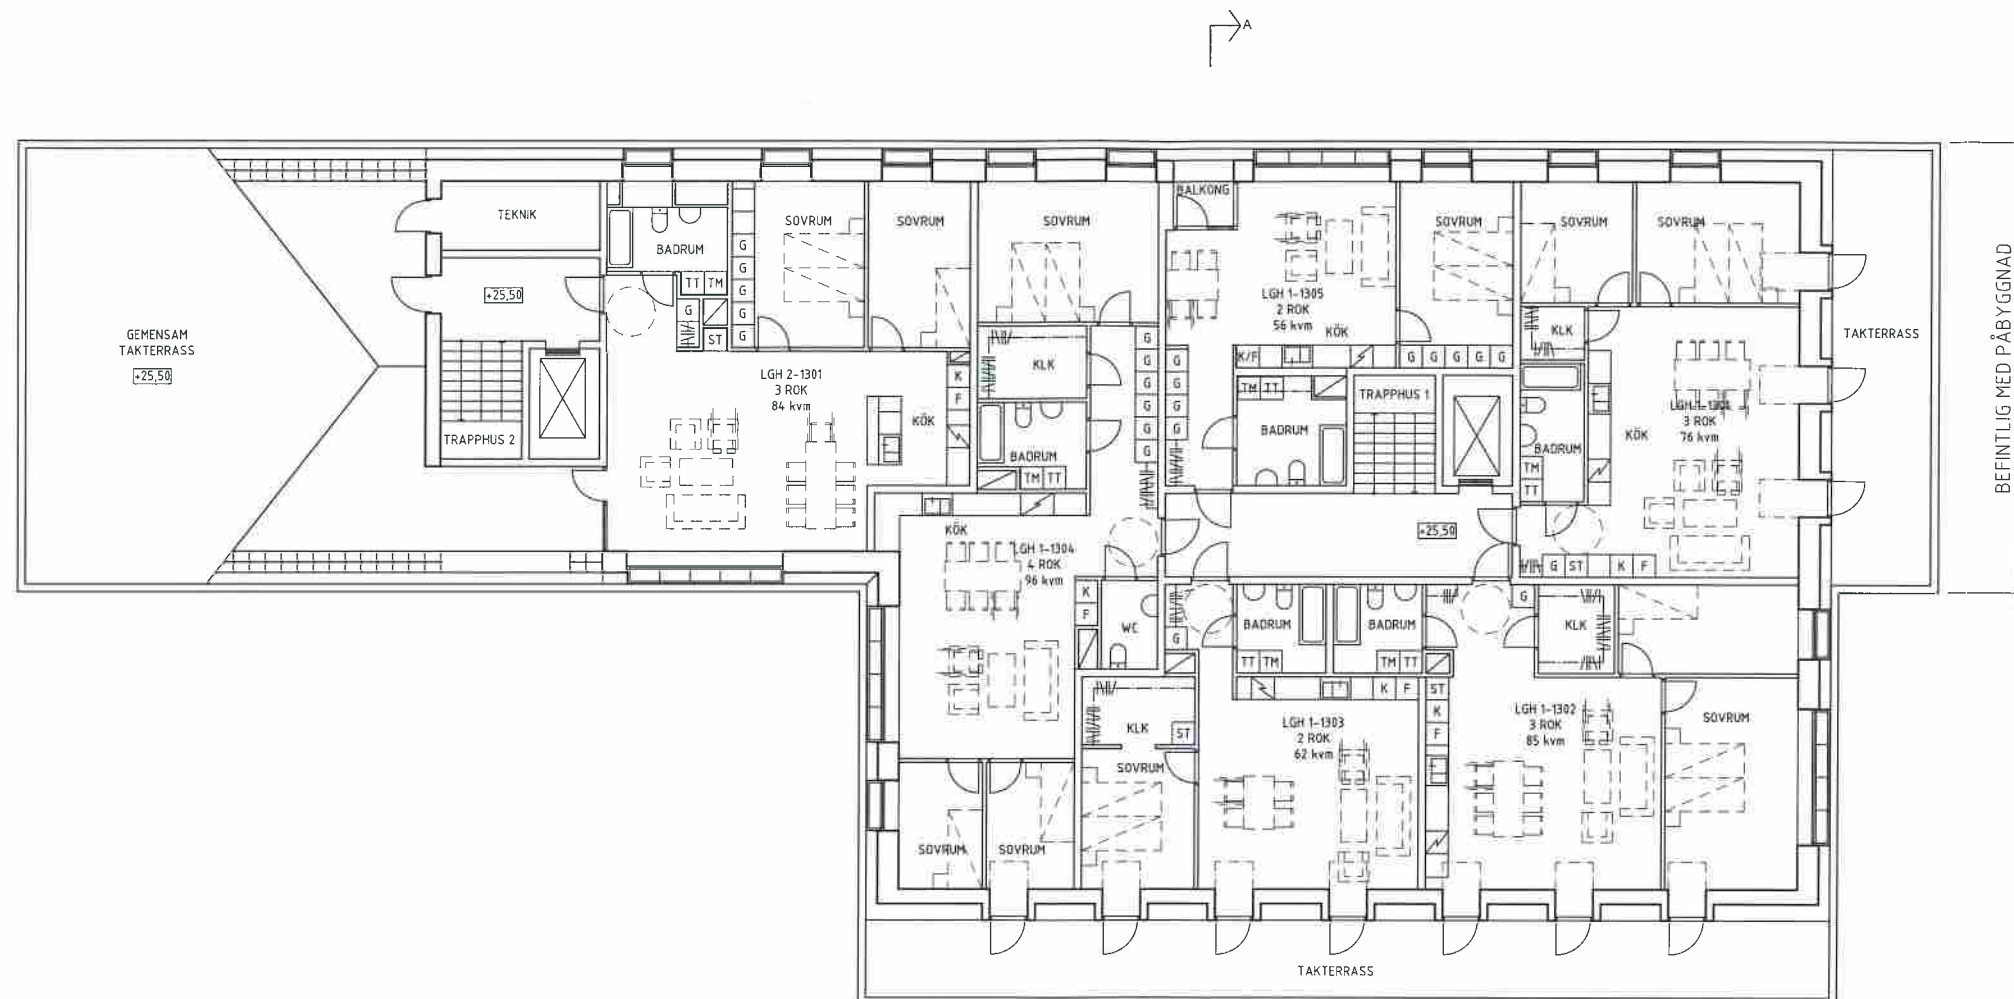 A
TEKNIK
BADRUM
TT TM
G
G
G
G
G
G
ST
SOVRUM
SOVRUM
SOVRUM
BALKONG
SOVRUM
SOVRUM
SOVRUM
+25,50
GEMENSAM
TAKTERRASS
+25,50
TRAPPHUS 2
LGH 2-1301
3 ROK
84 kvm
KÖK
K
F
KLK
BADRUM
TM TT
G
G
G
G
G
G
LGH 1-1305
2 ROK
56 kvm
KÖK
K/F
G G G G G
G
G
G
G
TM TT
BADRUM
TRAPPHUS 1
KLK
BADRUM
TM
TT
KÖK
3 ROK
76 kvm
TAKTERRASS
BEFINTLIG MED PÅBYGGNAD
+25,50
G ST K F
KÖK
LGH 1-1304
4 ROK
96 kvm
K
F
WC
G
BADRUM
TT TM
BADRUM
TM TT
G
KLK
KLK
ST
SOVRUM
K F
LGH 1-1303
2 ROK
62 kvm
ST
K
F
LGH 1-1302
3 ROK
85 kvm
SOVRUM
SOVRUM
SOVRUM
TAKTERRASS